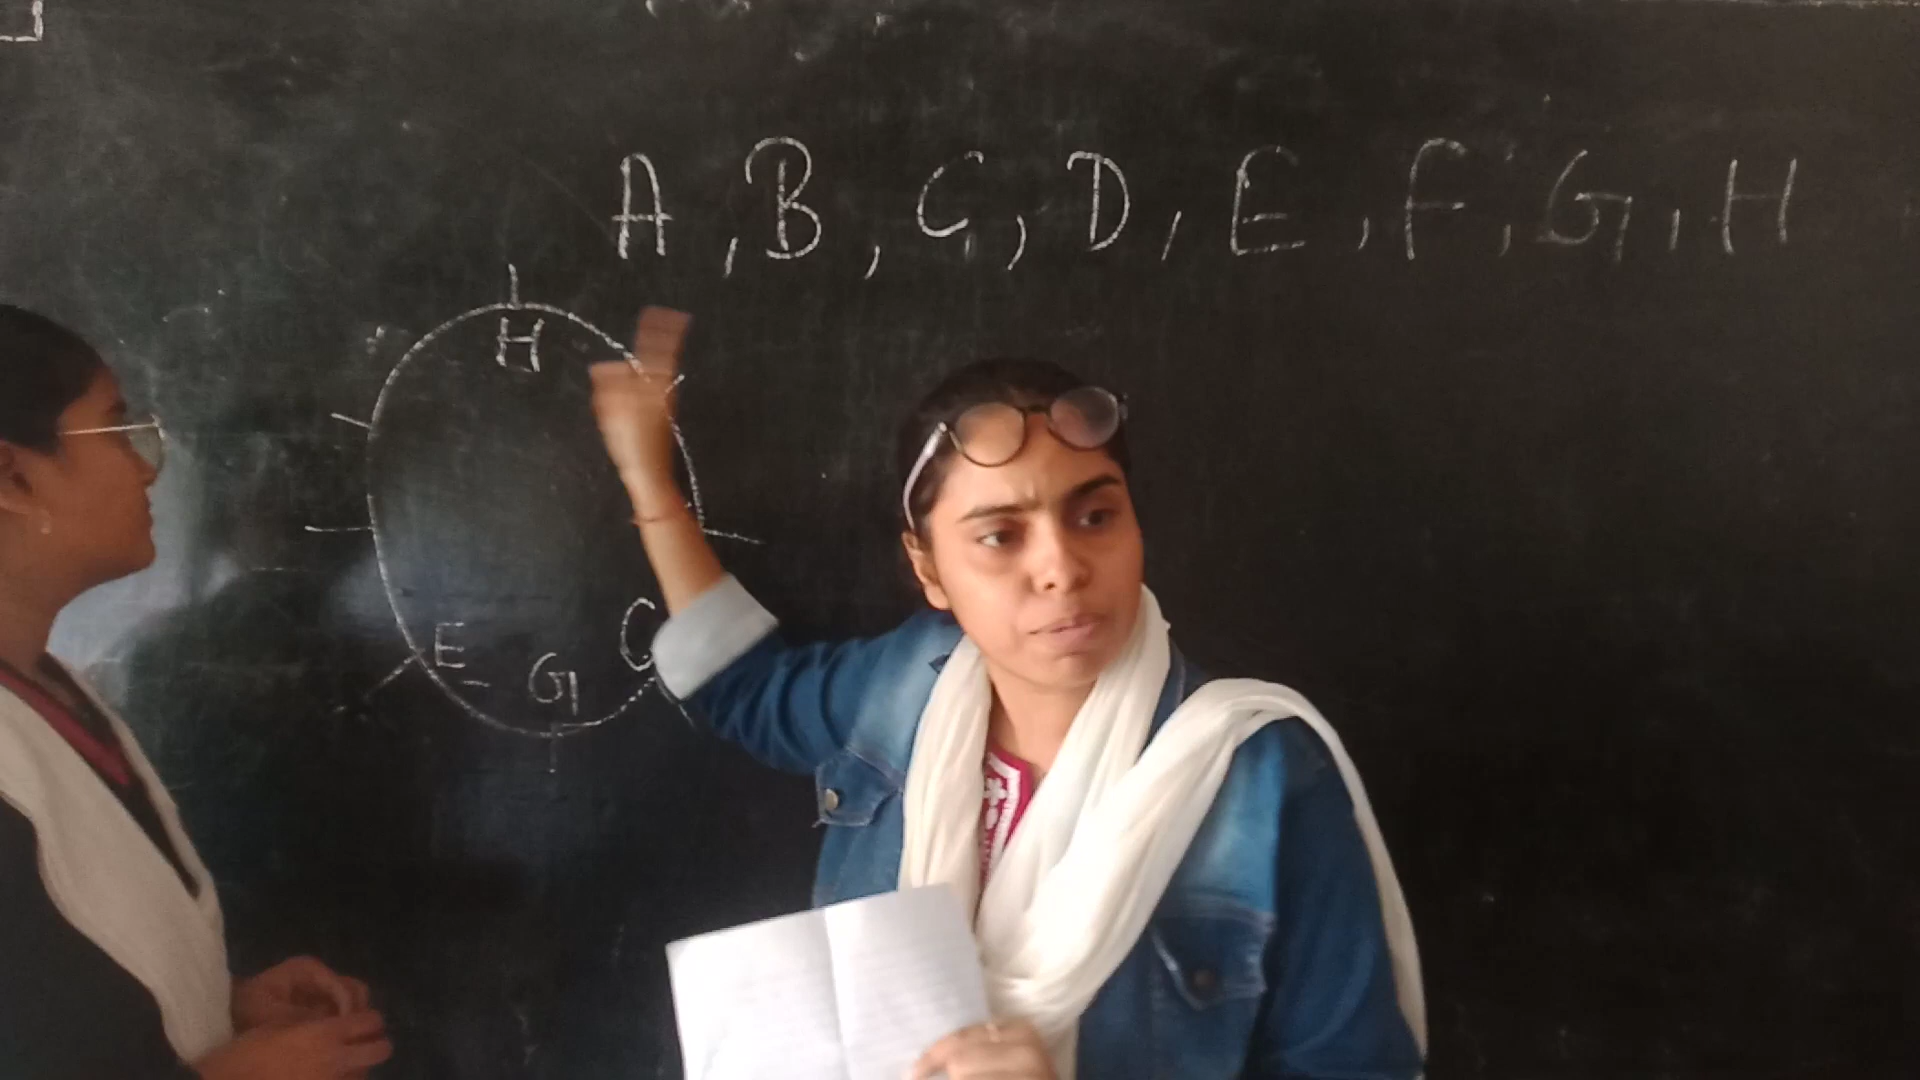 A, B, C, D, E, F, G, H
H
E G C